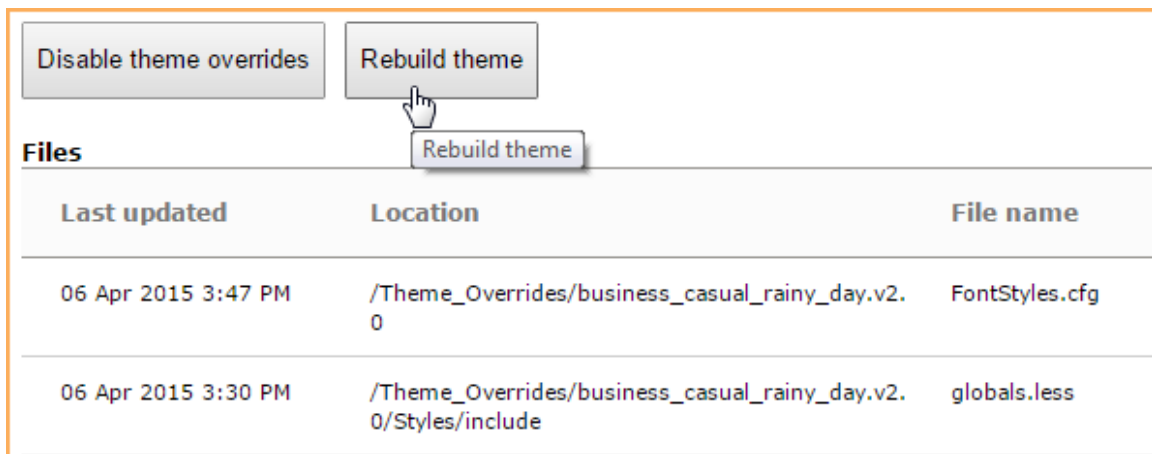 Disable theme overrides Rebuild theme
Rebuild theme
Files
Last updated Location File name
06 Apr 2015 3:47 PM /Theme_Overrides/business_casual_rainy_day.v2. FontStyles.cfg
0
06 Apr 2015 3:30 PM /Theme_Overrides/business_casual_rainy_day.v2. globals.less
0/Styles/include